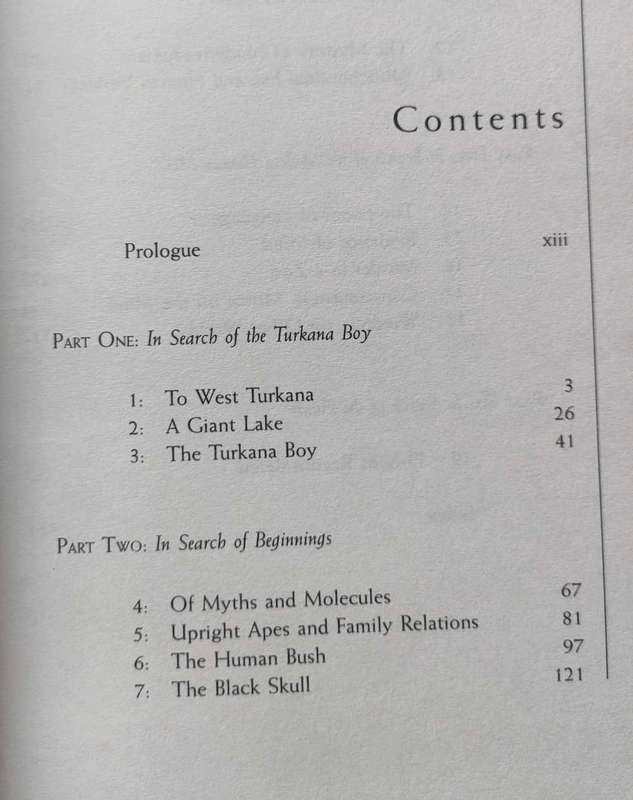 Contents
Prologue xiii
PART ONE: In Search of the Turkana Boy
1: To West Turkana 3
2: A Giant Lake 26
3: The Turkana Boy 41
PART TWO: In Search of Beginnings
4: Of Myths and Molecules 67
5: Upright Apes and Family Relations 81
6: The Human Bush 97
7: The Black Skull 121